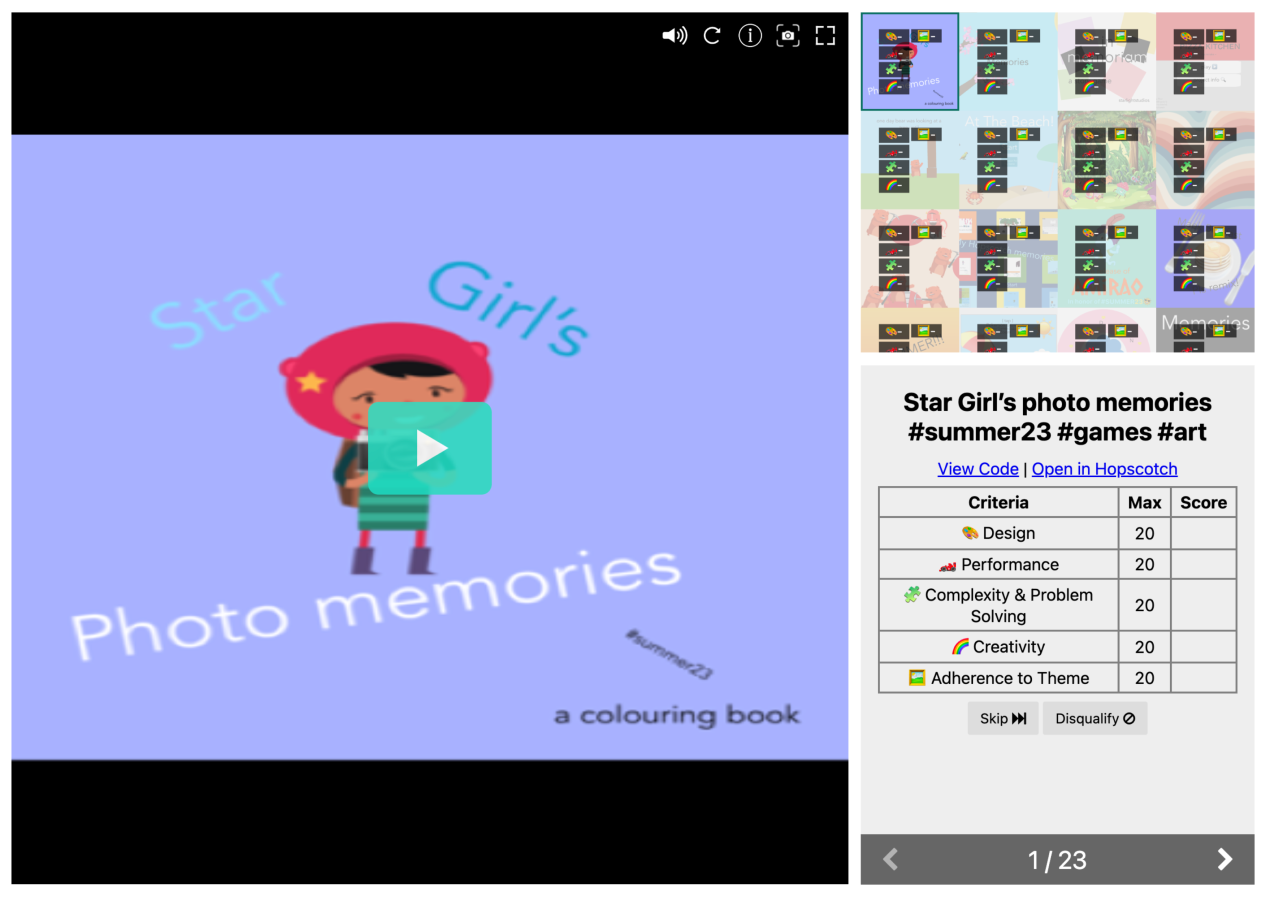 Star
Girl's
Photo memories
#summer23
a colouring book
At The Beach!
Memories
Star Girl’s photo memories
#summer23 #games #art
View Code | Open in Hopscotch
Criteria Max Score
Design 20
Performance 20
Complexity & Problem
Solving 20
Creativity 20
Adherence to Theme 20
Skip Disqualify
1 / 23